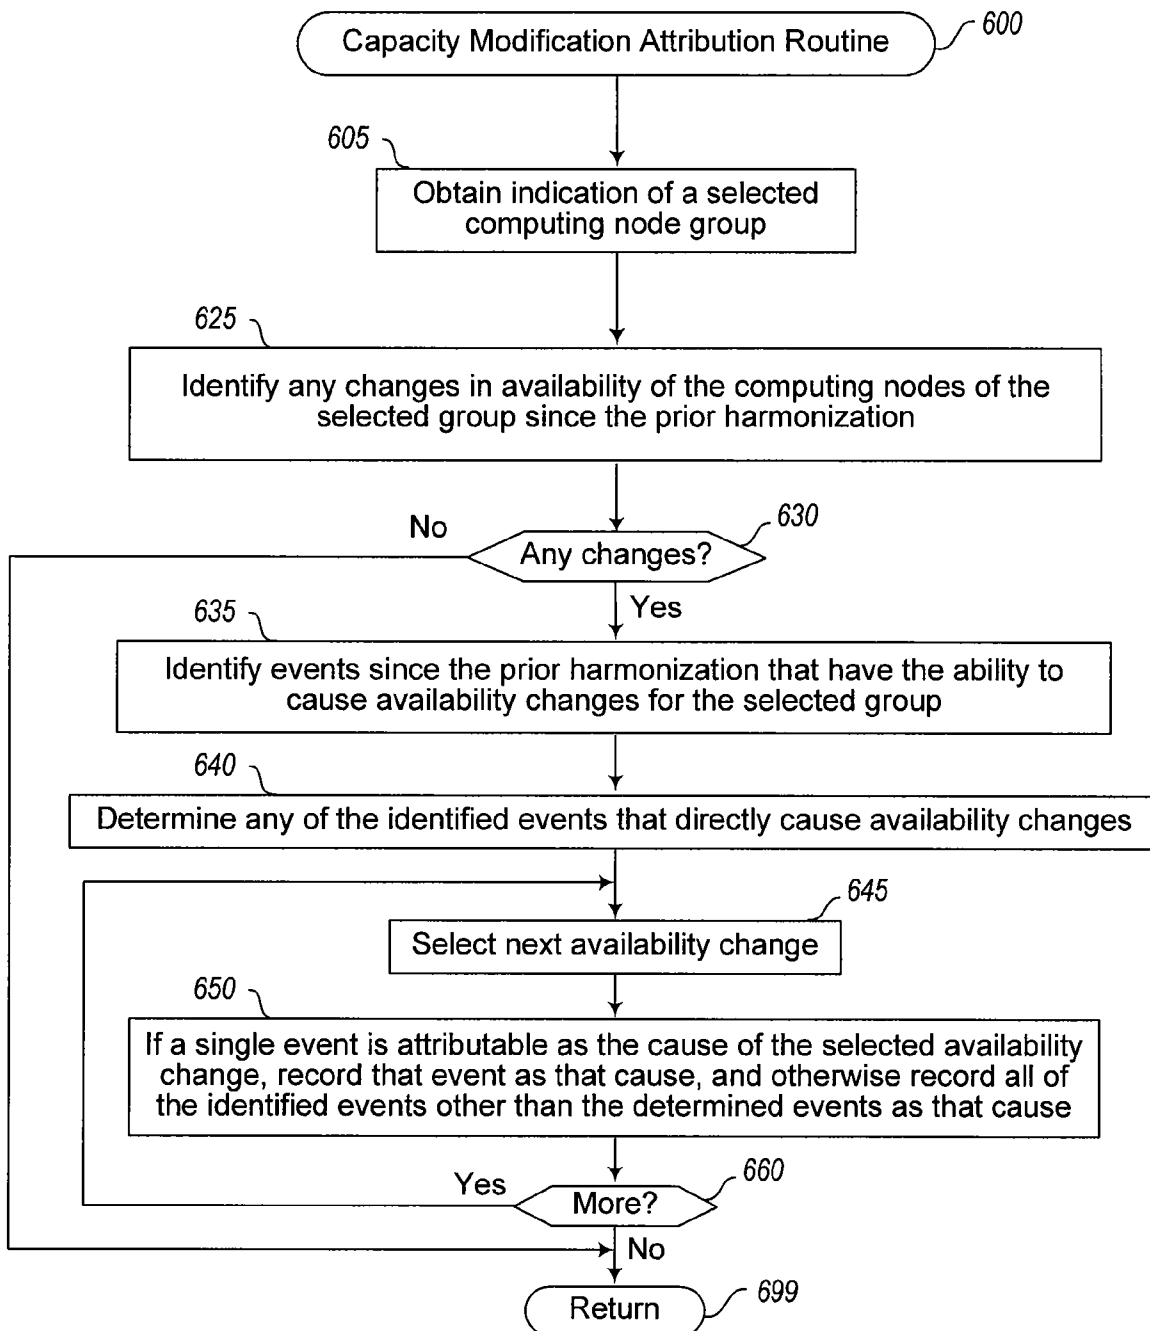 Capacity Modification Attribution Routine
600
605
Obtain indication of a selected
computing node group
625
Identify any changes in availability of the computing nodes of the
selected group since the prior harmonization
No
630
Any changes?
Yes
635
Identify events since the prior harmonization that have the ability to
cause availability changes for the selected group
640
Determine any of the identified events that directly cause availability changes
645
Select next availability change
650
If a single event is attributable as the cause of the selected availability
change, record that event as that cause, and otherwise record all of
the identified events other than the determined events as that cause
Yes
660
More?
No
Return
699